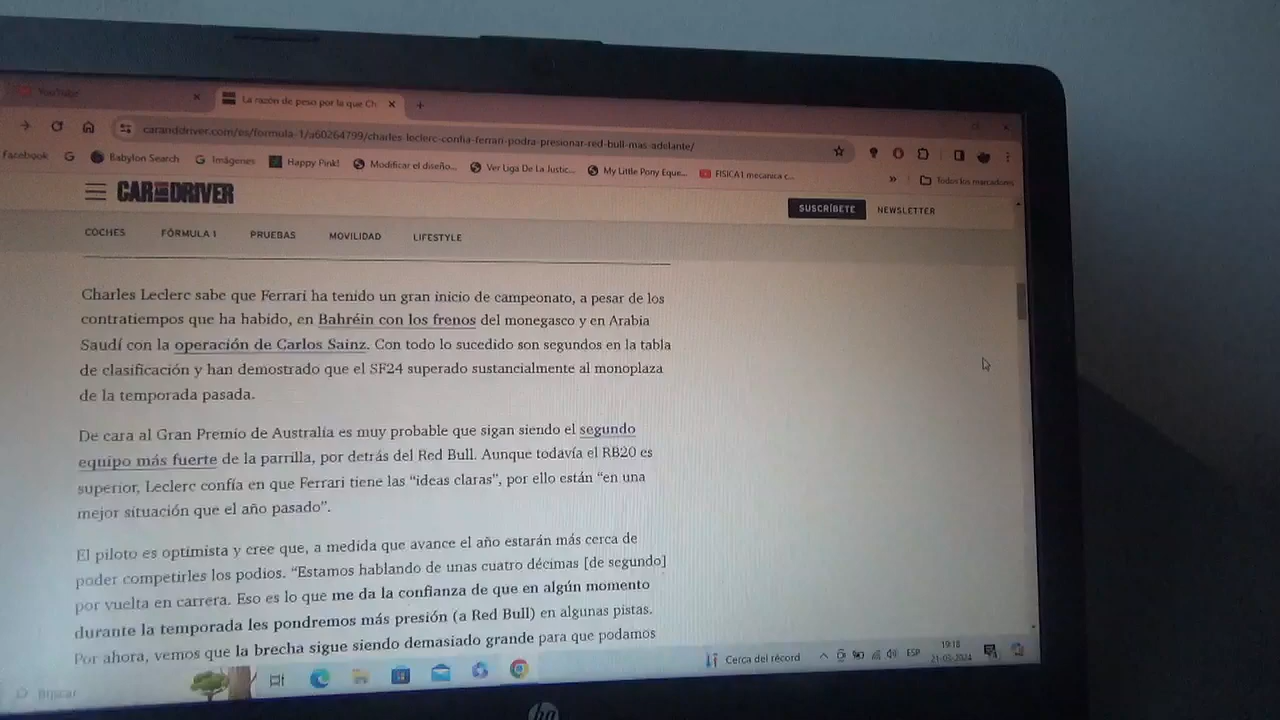 YouTube
La razón de peso por la que Ch
caranddriver.com/es/formula-1/a60264799/charles-leclerc-confia-ferrari-podra-presionar-red-bull-mas-adelante/
Facebook Babylon Search Imágenes Happy Pink! Modificar el diseño... Ver Liga De La Justic... My Little Pony Eque... FISICA1 mecanica c... »
Todos los marcadores
CAR AND DRIVER
SUSCRÍBETE NEWSLETTER
COCHES FÓRMULA 1 PRUEBAS MOVILIDAD LIFESTYLE
Charles Leclerc sabe que Ferrari ha tenido un gran inicio de campeonato, a pesar de los
contratiempos que ha habido, en Bahréin con los frenos del monegasco y en Arabia
Saudí con la operación de Carlos Sainz. Con todo lo sucedido son segundos en la tabla
de clasificación y han demostrado que el SF24 superado sustancialmente al monoplaza
de la temporada pasada.
De cara al Gran Premio de Australia es muy probable que sigan siendo el segundo
equipo más fuerte de la parrilla, por detrás del Red Bull. Aunque todavía el RB20 es
superior, Leclerc confía en que Ferrari tiene las “ideas claras”, por ello están “en una
mejor situación que el año pasado”.
El piloto es optimista y cree que, a medida que avance el año estarán más cerca de
poder competirles los podios. “Estamos hablando de unas cuatro décimas [de segundo]
por vuelta en carrera. Eso es lo que me da la confianza de que en algún momento
durante la temporada les pondremos más presión (a Red Bull) en algunas pistas.
Por ahora, vemos que la brecha sigue siendo demasiado grande para que podamos
Buscar
Cerca del récord
ESP
19:18
21-03-2024
hp